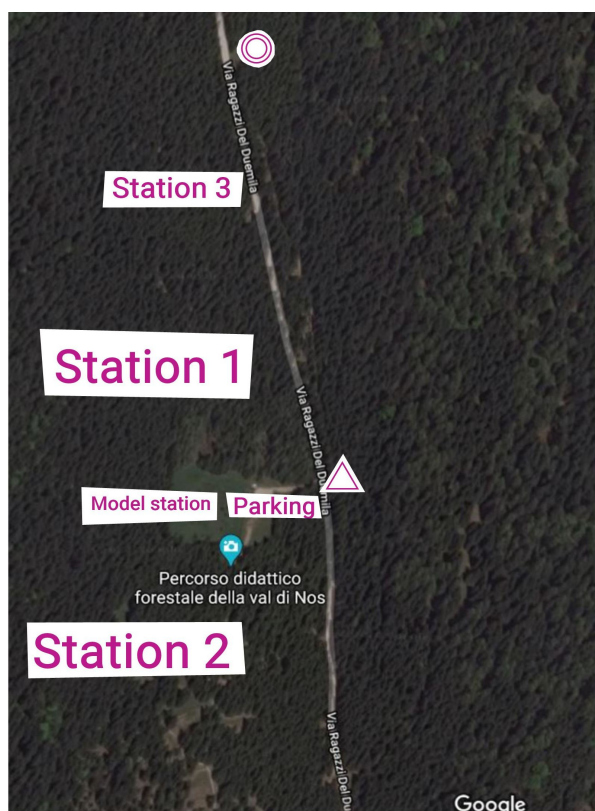 Via Ragazzi Del Duemila
Station 3
Station 1
Via Ragazzi Del Duemila
Model station
Parking
Percorso didattico
forestale della val di Nos
Station 2
Via Ragazzi Del Du
Google